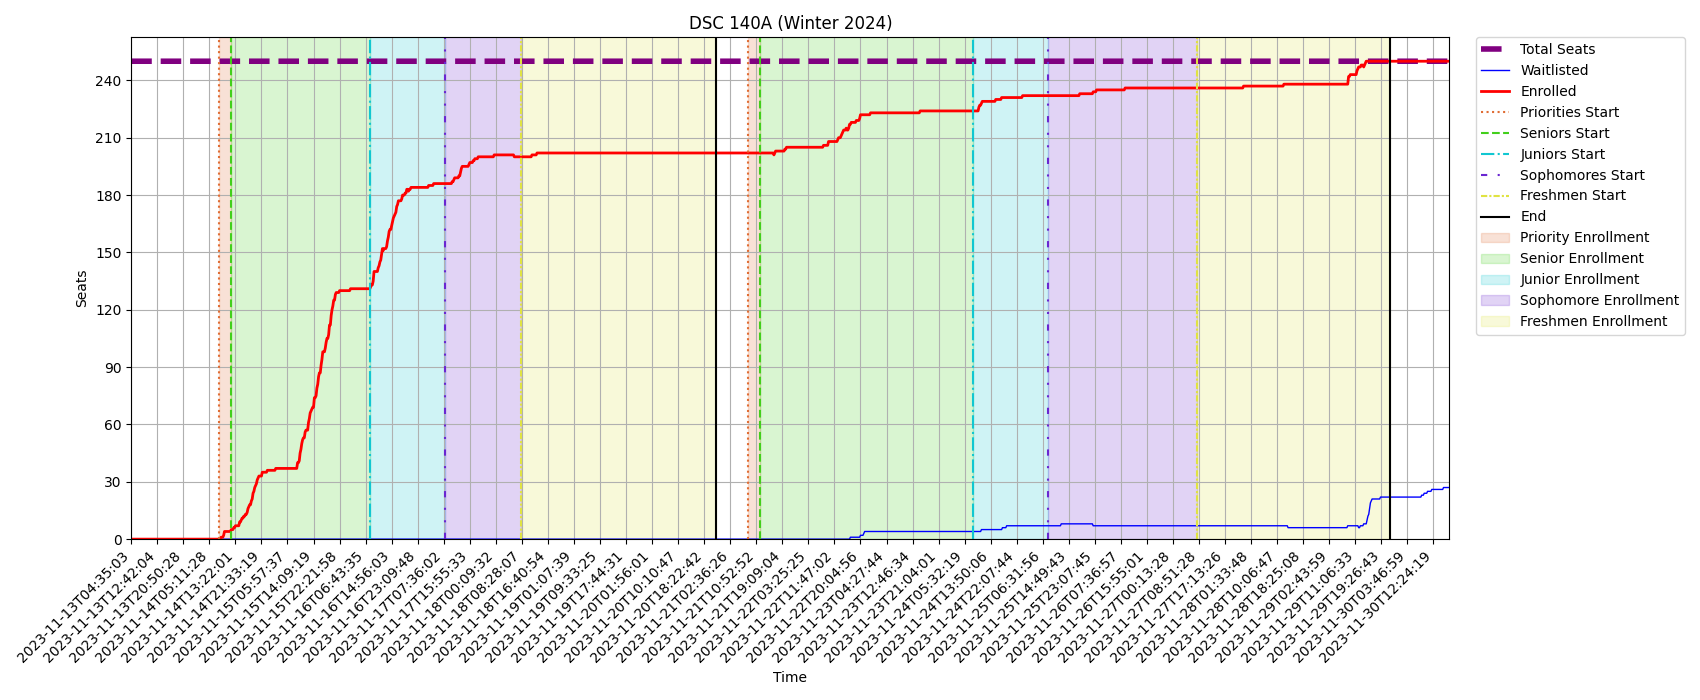 DSC 140A (Winter 2024)
Seats
240
210
180
150
120
90
60
30
0
2023-11-13T04:35:03
2023-11-13T12:42:04
2023-11-13T20:50:28
2023-11-14T05:11:28
2023-11-14T13:22:01
2023-11-14T21:33:19
2023-11-15T05:57:37
2023-11-15T14:09:19
2023-11-15T22:21:58
2023-11-16T06:43:35
2023-11-16T14:56:03
2023-11-16T23:09:48
2023-11-17T07:36:02
2023-11-17T15:55:33
2023-11-18T00:09:32
2023-11-18T08:28:07
2023-11-18T16:40:54
2023-11-19T01:07:39
2023-11-19T09:33:25
2023-11-19T17:44:31
2023-11-20T01:56:01
2023-11-20T10:10:47
2023-11-20T18:22:42
2023-11-21T02:36:26
2023-11-21T10:52:52
2023-11-21T19:09:04
2023-11-22T03:25:25
2023-11-22T11:47:02
2023-11-22T20:04:56
2023-11-23T04:27:44
2023-11-23T12:46:34
2023-11-23T21:04:01
2023-11-24T05:32:19
2023-11-24T13:50:06
2023-11-24T22:07:44
2023-11-25T06:31:56
2023-11-25T14:49:43
2023-11-25T23:07:45
2023-11-26T07:36:57
2023-11-26T15:55:01
2023-11-27T00:13:28
2023-11-27T08:51:28
2023-11-27T17:13:26
2023-11-28T01:33:48
2023-11-28T10:06:47
2023-11-28T18:25:08
2023-11-29T02:43:59
2023-11-29T11:06:33
2023-11-29T19:26:43
2023-11-30T03:46:59
2023-11-30T12:24:19
Time
Total Seats
Waitlisted
Enrolled
Priorities Start
Seniors Start
Juniors Start
Sophomores Start
Freshmen Start
End
Priority Enrollment
Senior Enrollment
Junior Enrollment
Sophomore Enrollment
Freshmen Enrollment